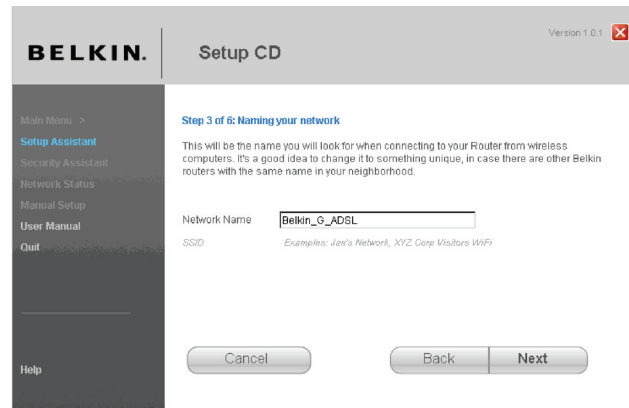 BELKIN.
Setup CD
Version 1.0.1
Main Menu >
Setup Assistant
Security Assistant
Network Status
Manual Setup
User Manual
Quit
Help
Step 3 of 6: Naming your network
This will be the name you will look for when connecting to your Router from wireless
computers. It's a good idea to change it to something unique, in case there are other Belkin
routers with the same name in your neighborhood.
Network Name
Belkin_G_ADSL
SSID
Examples: Jan's Network, XYZ Corp Visitors WiFi
Cancel
Back
Next